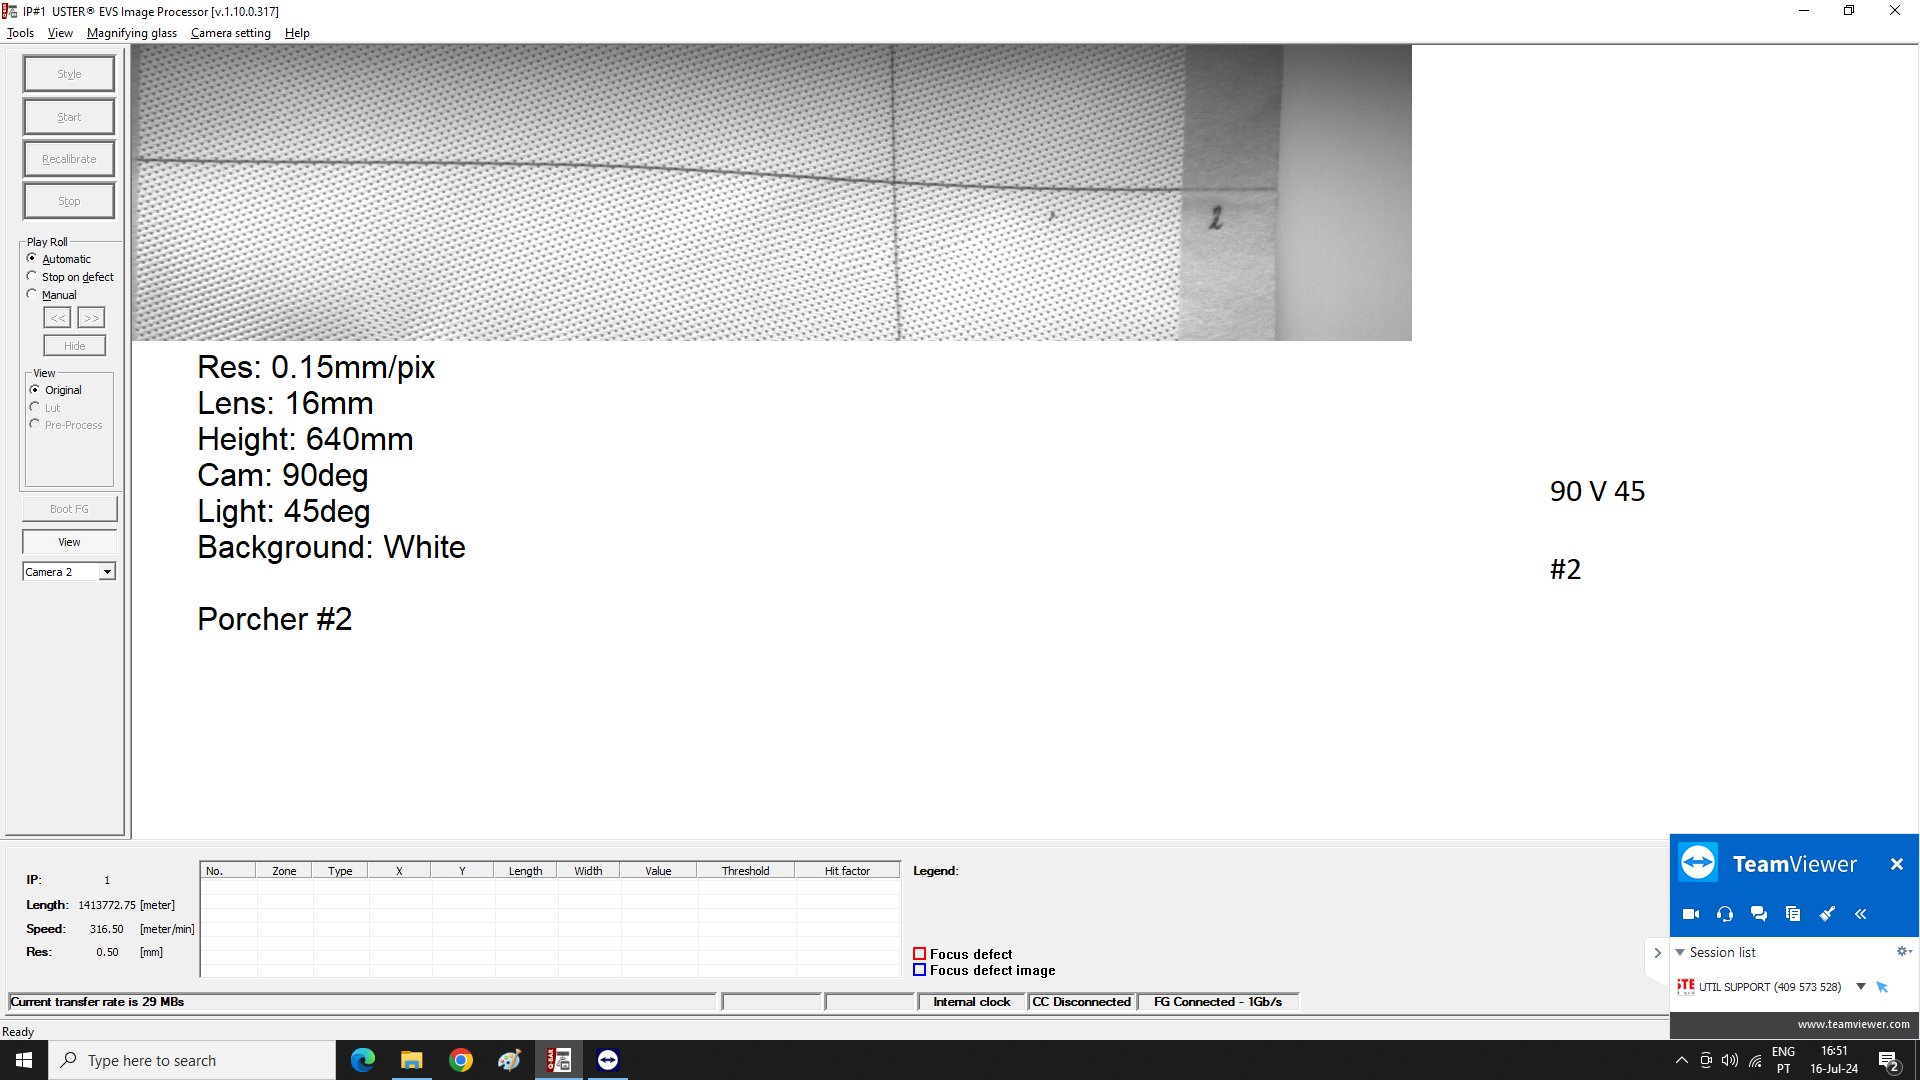 IP#1 USTER® EVS Image Processor [v.1.10.0.317]
Tools View Magnifying glass Camera setting Help
Style
Start
Recalibrate
Stop
Play Roll
Automatic
Stop on defect
Manual
<< >>
Hide
View
Original
Lut
Pre-Process
Boot FG
View
Camera 2
2
Res: 0.15mm/pix
Lens: 16mm
Height: 640mm
Cam: 90deg
Light: 45deg
Background: White
Porcher #2
90 V 45
#2
IP: 1
Length: 1413772.75 [meter]
Speed: 316.50 [meter/min]
Res: 0.50 [mm]
No. Zone Type X Y Length Width Value Threshold Hit factor
Legend:
Focus defect
Focus defect image
Current transfer rate is 29 MBs
Internal clock CC Disconnected FG Connected - 1Gb/s
Ready
TeamViewer
Session list
STE
UTIL SUPPORT (409 573 528)
www.teamviewer.com
Type here to search
Q-BAR
ENG
PT
16:51
16-Jul-24
2